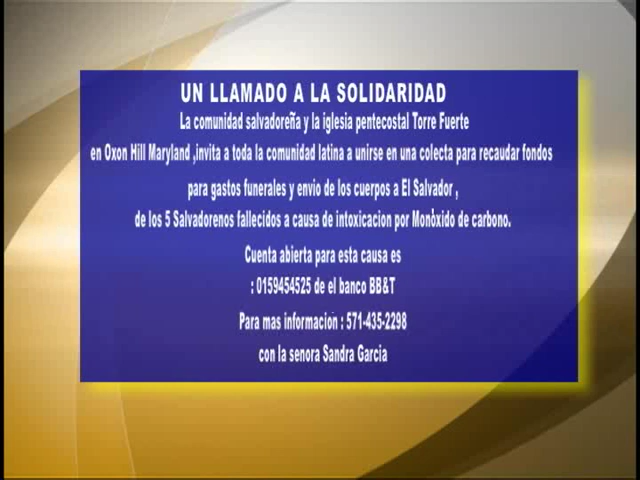 UN LLAMADO A LA SOLIDARIDAD
La comunidad salvadoreña y la iglesia pentecostal Torre Fuerte
en Oxon Hill Maryland ,invita a toda la comunidad latina a unirse en una colecta para recaudar fondos
para gastos funerales y envio de los cuerpos a El Salvador ,
de los 5 Salvadorenos fallecidos a causa de intoxicacion por Monòxido de carbono.
Cuenta abierta para esta causa es
: 0159454525 de el banco BB&T
Para mas informaciòn : 571-435-2298
con la senora Sandra Garcia